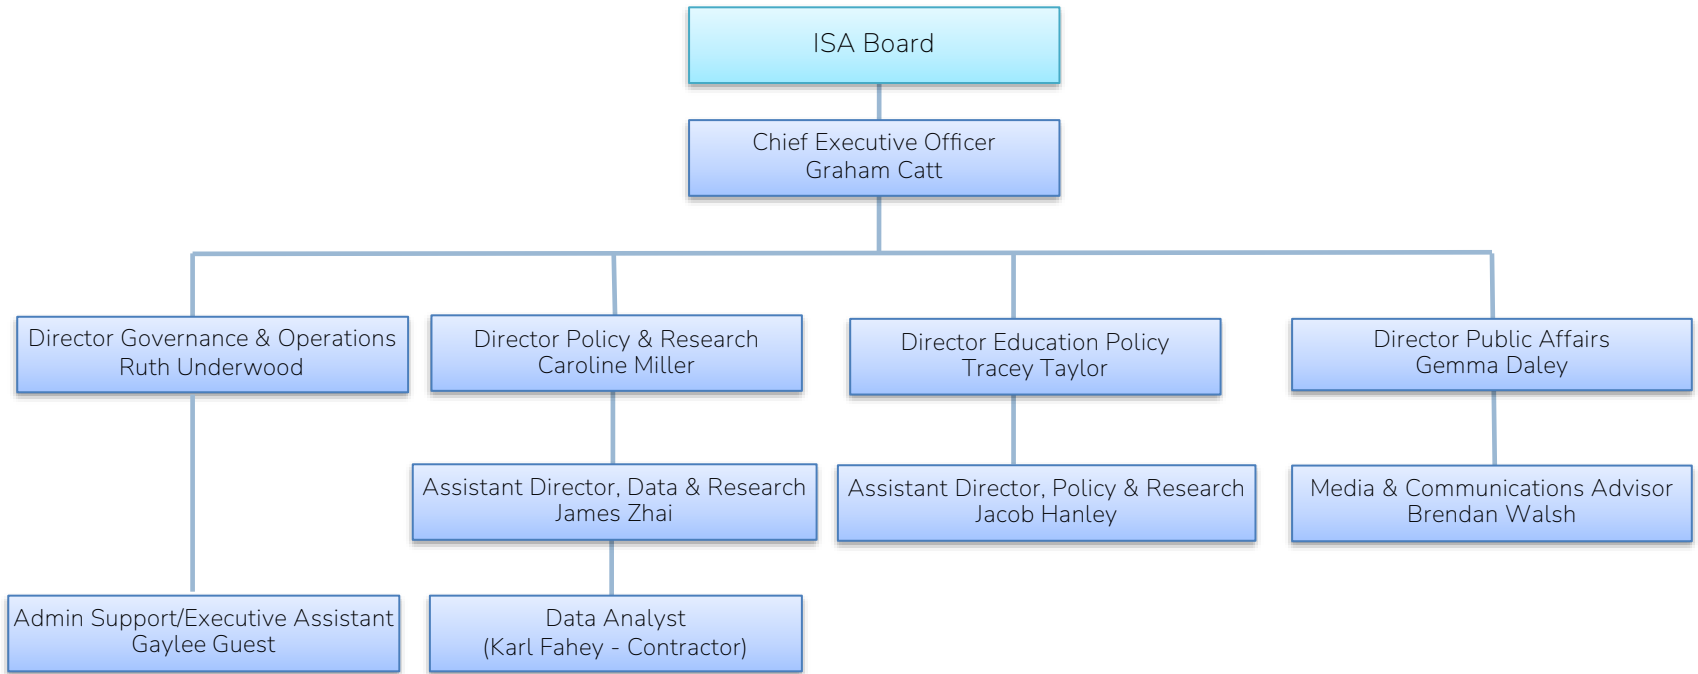 ISA Board
Chief Executive Officer
Graham Catt
Director Governance & Operations
Ruth Underwood
Director Policy & Research
Caroline Miller
Director Education Policy
Tracey Taylor
Director Public Affairs
Gemma Daley
Assistant Director, Data & Research
James Zhai
Assistant Director, Policy & Research
Jacob Hanley
Media & Communications Advisor
Brendan Walsh
Admin Support/Executive Assistant
Gaylee Guest
Data Analyst
(Karl Fahey - Contractor)